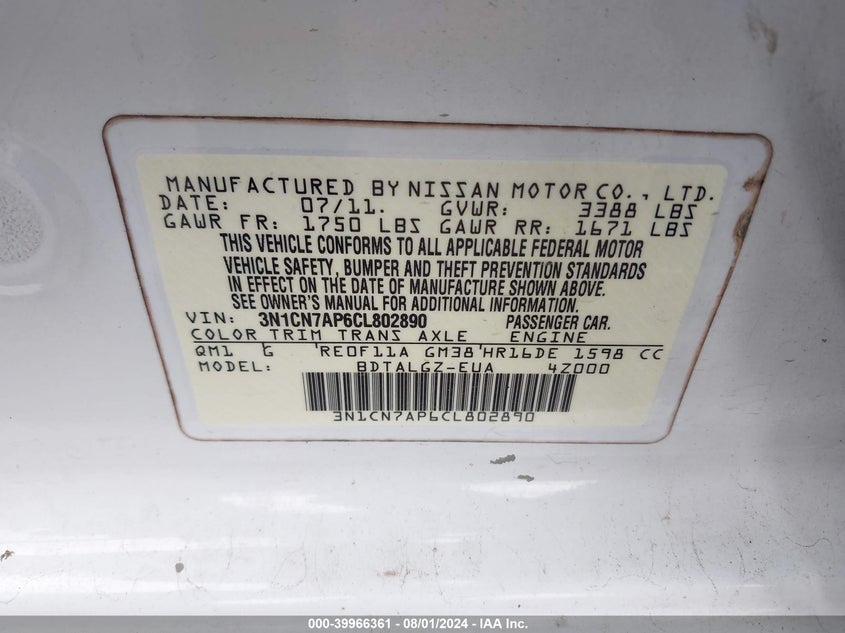 MANUFACTURED BY NISSAN MOTOR CO., LTD.
DATE: 07/11. GVWR: 3388 LBS
GAWR FR: 1750 LBS GAWR RR: 1671 LBS
THIS VEHICLE CONFORMS TO ALL APPLICABLE FEDERAL MOTOR
VEHICLE SAFETY, BUMPER AND THEFT PREVENTION STANDARDS
IN EFFECT ON THE DATE OF MANUFACTURE SHOWN ABOVE.
SEE OWNER'S MANUAL FOR ADDITIONAL INFORMATION.
VIN: 3N1CN7AP6CL802890 PASSENGER CAR.
COLOR TRIM TRANS AXLE ENGINE
QM1 G 'RE0F11A GM38'HR16DE 1598 CC
MODEL: BDTALGZ-EUA 4Z000
3N1CN7AP6CL802890
000-39966361 - 08/01/2024 - IAA Inc.